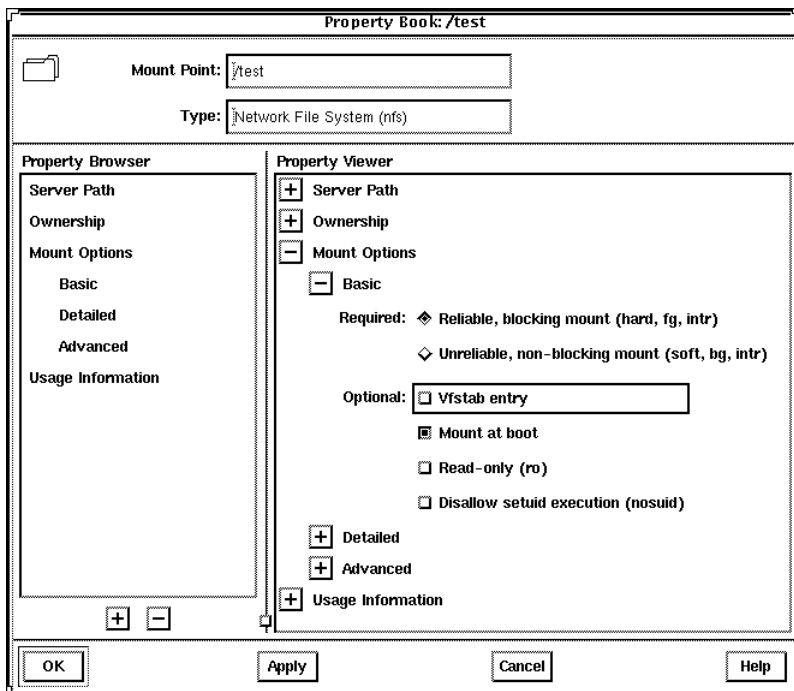 Property Book: /test
Mount Point: /test
Type: Network File System (nfs)
Property Browser
Server Path
Ownership
Mount Options
Basic
Detailed
Advanced
Usage Information
+ −
Property Viewer
+ Server Path
+ Ownership
− Mount Options
− Basic
Required: Reliable, blocking mount (hard, fg, intr)
Unreliable, non-blocking mount (soft, bg, intr)
Optional: Vfstab entry
Mount at boot
Read-only (ro)
Disallow setuid execution (nosuid)
+ Detailed
+ Advanced
+ Usage Information
OK Apply Cancel Help